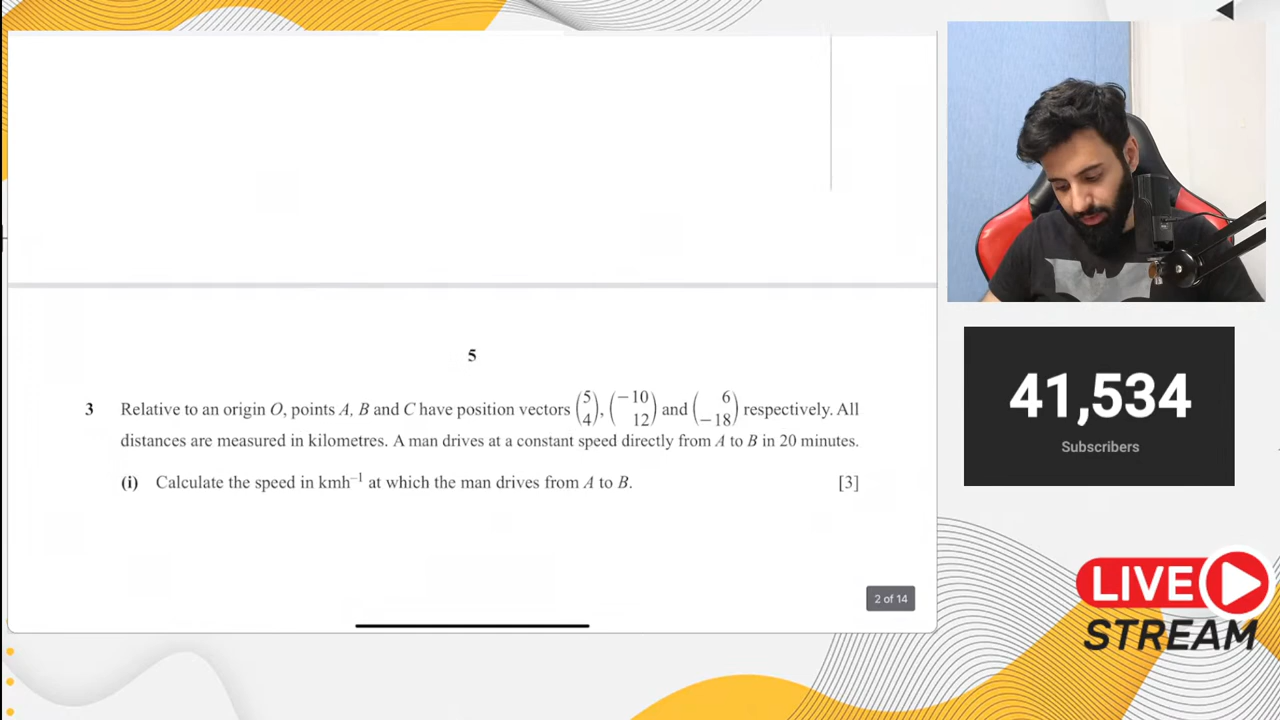 5
3 Relative to an origin O, points A, B and C have position vectors (5 4), (−10 12) and (6 −18) respectively. All
distances are measured in kilometres. A man drives at a constant speed directly from A to B in 20 minutes.
(i) Calculate the speed in kmh⁻¹ at which the man drives from A to B. [3]
2 of 14
41,534
Subscribers
LIVE
STREAM